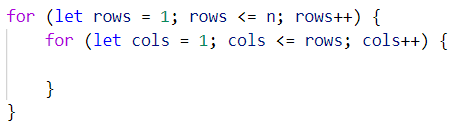 for (let rows = 1; rows <= n; rows++) {
    for (let cols = 1; cols <= rows; cols++) {
    }
}